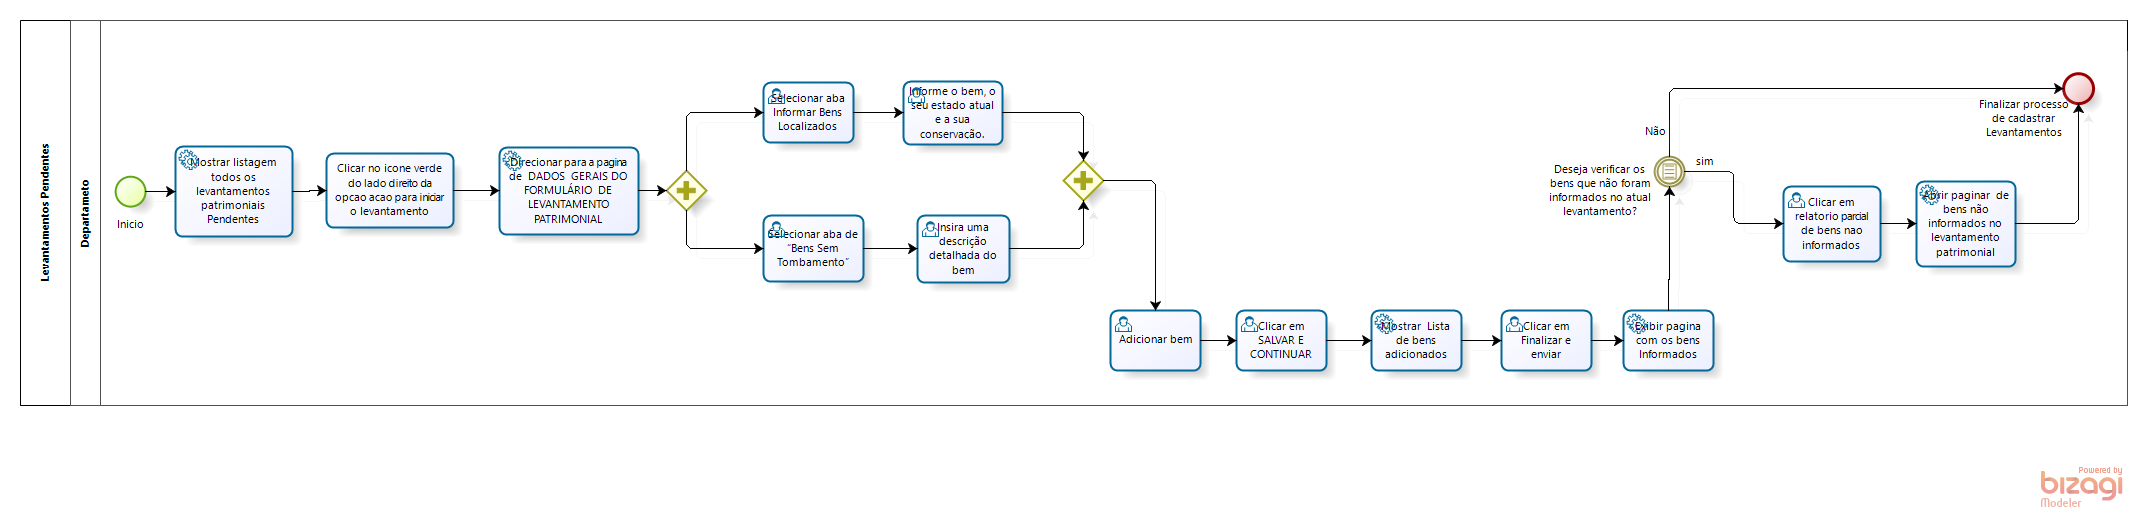 Levantamentos Pendentes
Departameto
Inicio
Mostrar listagem
todos os
levantamentos
patrimoniais
Pendentes
Clicar no icone verde
do lado direito da
opcao acao para iniciar
o levantamento
Direcionar para a pagina
de DADOS GERAIS DO
FORMULÁRIO DE
LEVANTAMENTO
PATRIMONIAL
Selecionar aba
Informar Bens
Localizados
Informe o bem, o
seu estado atual
e a sua
conservação.
Selecionar aba de
“Bens Sem
Tombamento”
Insira uma
descrição
detalhada do
bem
Adicionar bem
Clicar em
SALVAR E
CONTINUAR
Mostrar Lista
de bens
adicionados
Clicar em
Finalizar e
enviar
Exibir pagina
com os bens
Informados
Deseja verificar os
bens que não foram
informados no atual
levantamento?
Não
sim
Clicar em
relatorio parcial
de bens nao
informados
Abrir paginar de
bens não
informados no
levantamento
patrimonial
Finalizar processo
de cadastrar
Levantamentos
Powered by
bizagi
Modeler